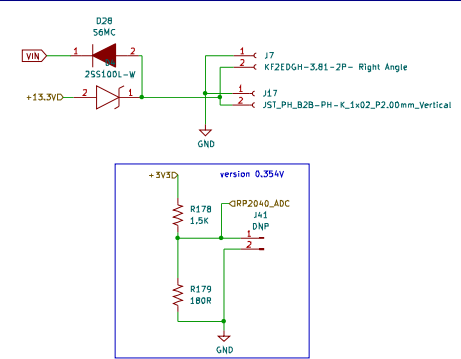 D28
S6MC
VIN
1
2
2SS100L-W
+13.3V
2
1
1
J7
2
KF2EDGH-3.81-2P- Right Angle
1
J17
2
JST_PH_B2B-PH-K_1x02_P2.00mm_Vertical
GND
+3V3
version 0.354V
R178
1.5K
RP2040_ADC
J41
DNP
1
2
R179
180R
GND